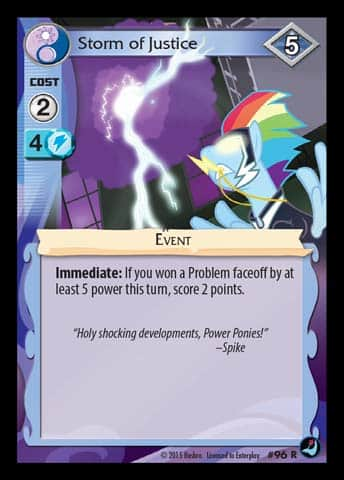 Storm of Justice
5
COST
2
4
EVENT
Immediate: If you won a Problem faceoff by at
least 5 power this turn, score 2 points.
"Holy shocking developments, Power Ponies!"
–Spike
© 2015 Hasbro. Licensed to Enterplay #96 R